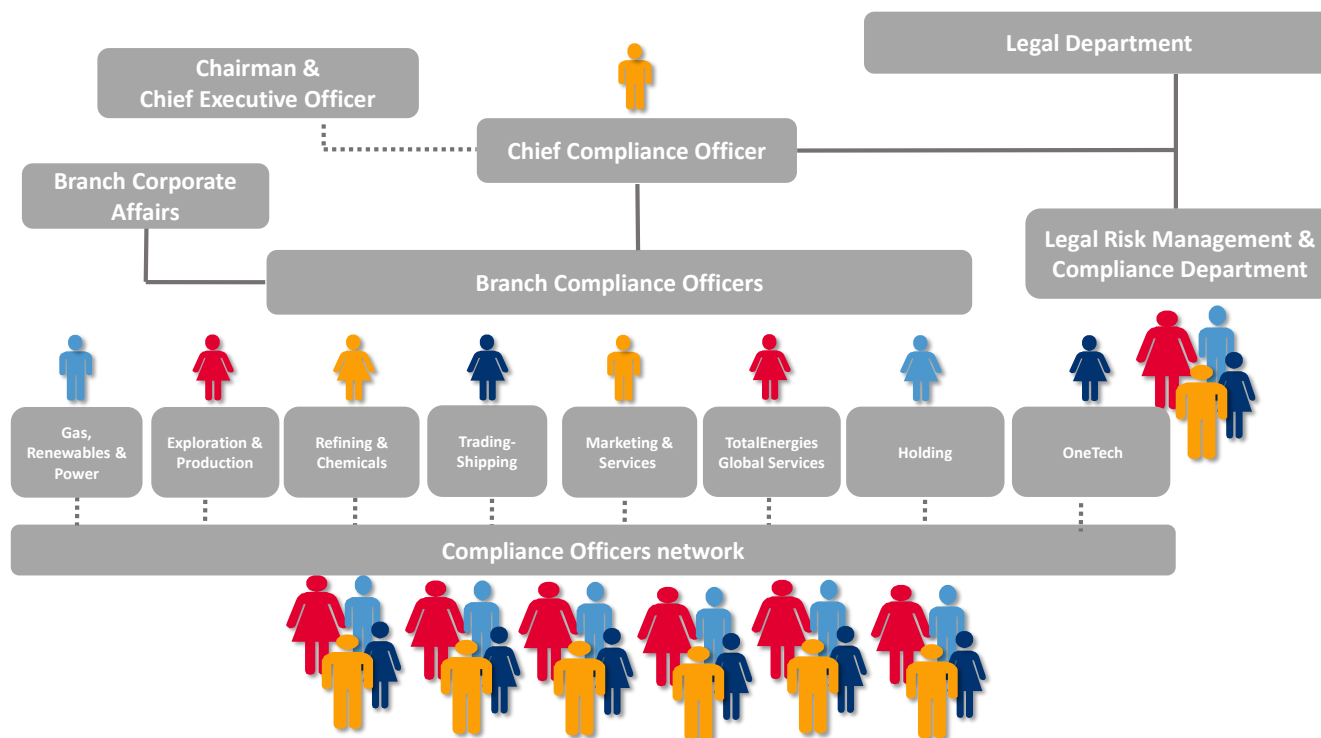 Legal Department
Chairman &
Chief Executive Officer
Chief Compliance Officer
Branch Corporate
Affairs
Legal Risk Management &
Compliance Department
Branch Compliance Officers
Gas,
Renewables &
Power
Exploration &
Production
Refining &
Chemicals
Trading-
Shipping
Marketing &
Services
TotalEnergies
Global Services
Holding
OneTech
Compliance Officers network